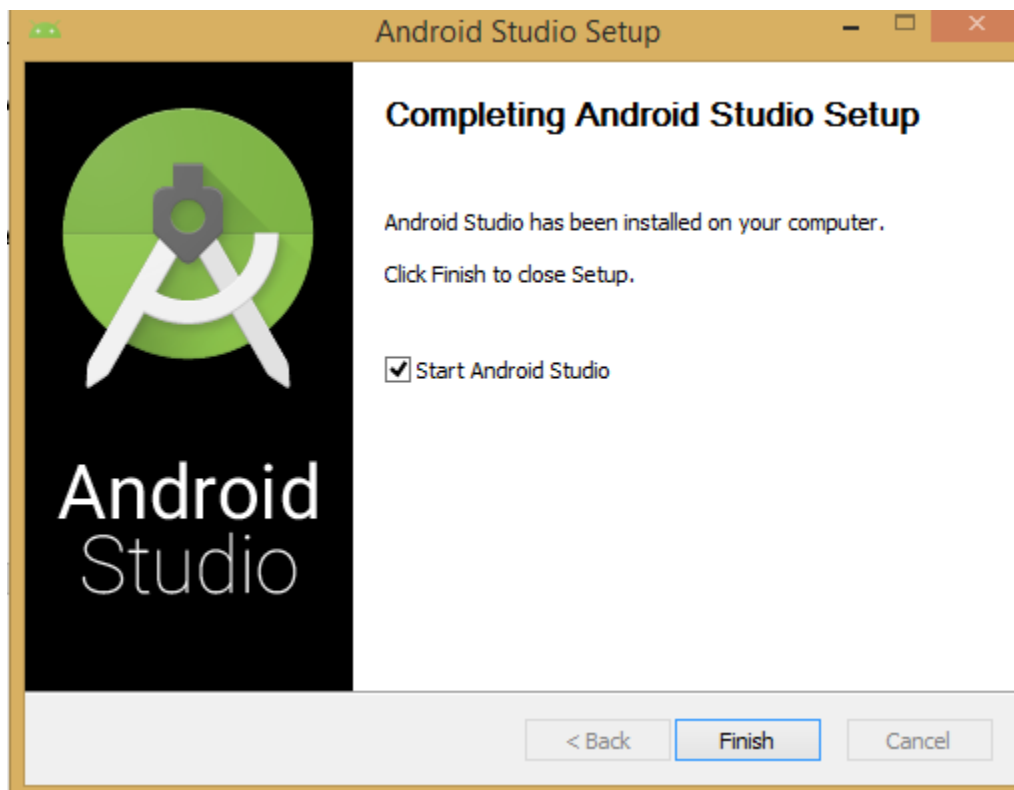 Android Studio Setup
Completing Android Studio Setup
Android Studio has been installed on your computer.
Click Finish to close Setup.
Start Android Studio
Android
Studio
< Back
Finish
Cancel